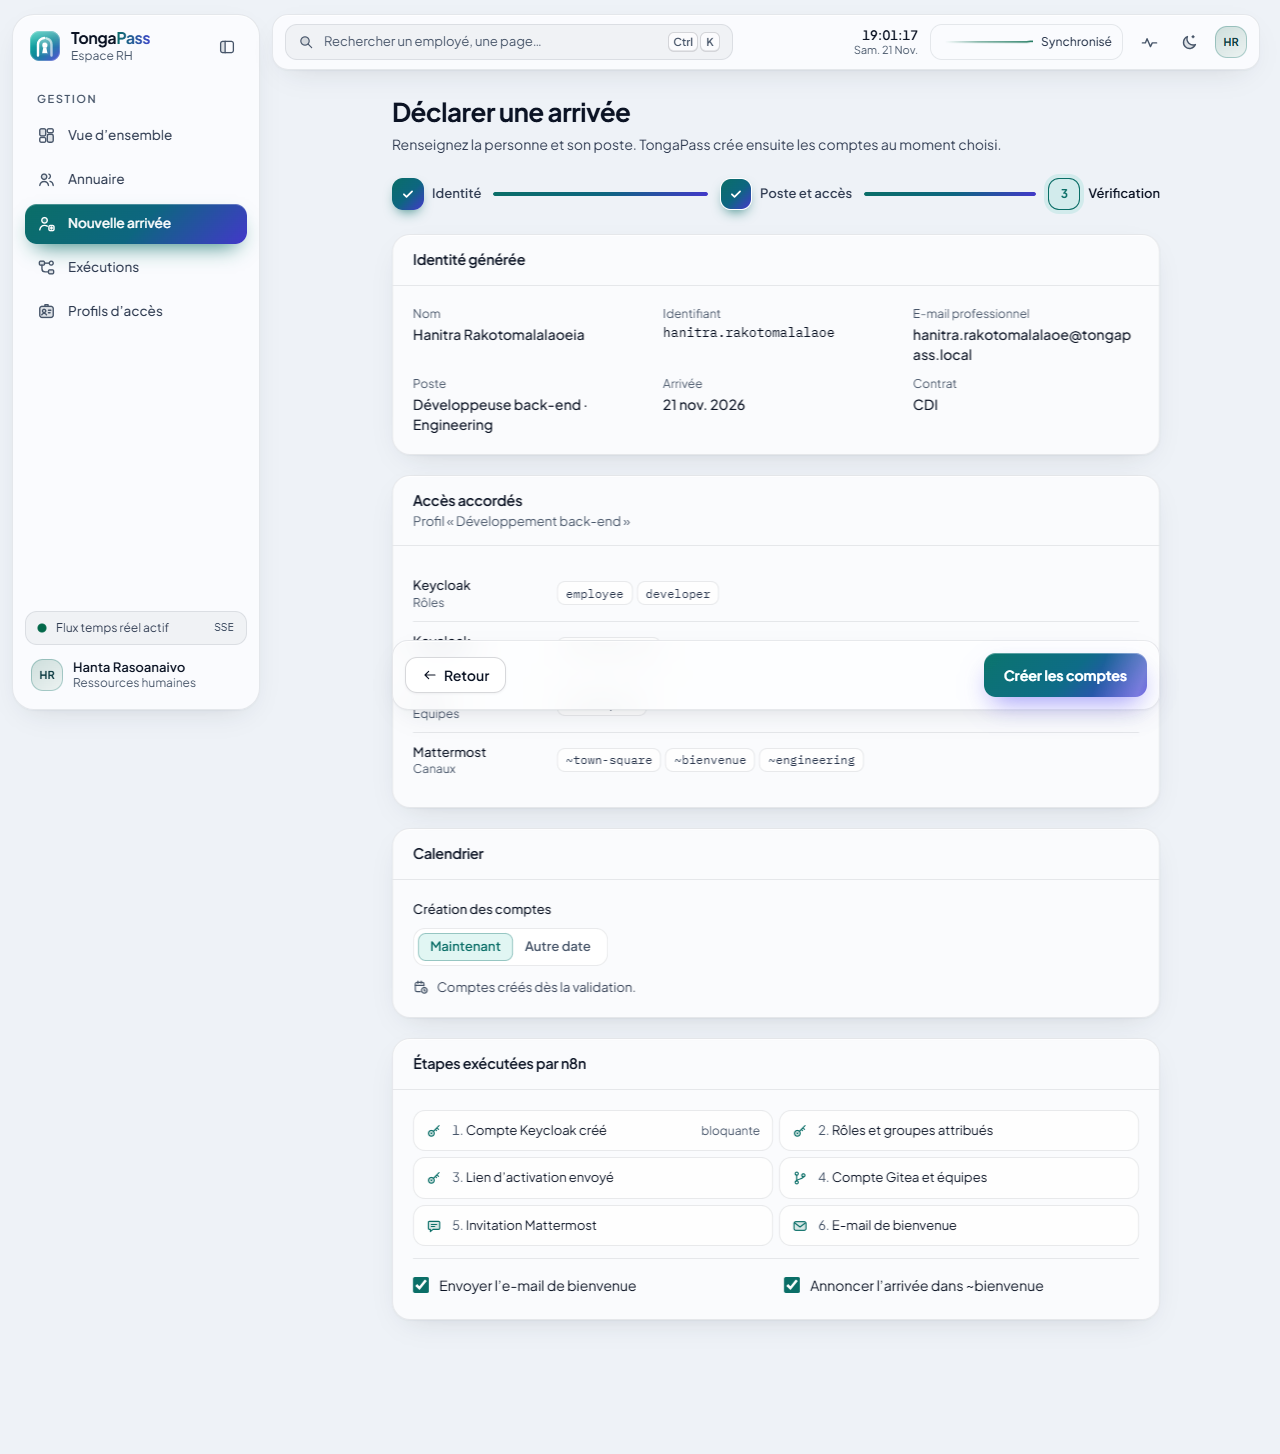 TongaPass
Espace RH
GESTION
Vue d’ensemble
Annuaire
Nouvelle arrivée
Exécutions
Profils d’accès
Flux temps réel actif SSE
HR
Hanta Rasoanaivo
Ressources humaines
Rechercher un employé, une page… Ctrl K
19:01:17
Sam. 21 Nov.
Synchronisé
HR
Déclarer une arrivée
Renseignez la personne et son poste. TongaPass crée ensuite les comptes au moment choisi.
Identité
Poste et accès
3 Vérification
Identité générée
Nom
Hanitra Rakotomalalaoeia
Identifiant
hanitra.rakotomalalaoe
E-mail professionnel
hanitra.rakotomalalaoe@tongap
ass.local
Poste
Développeuse back-end ·
Engineering
Arrivée
21 nov. 2026
Contrat
CDI
Accès accordés
Profil « Développement back-end »
Keycloak
Rôles
employee developer
Keycloak
Retour
Créer les comptes
Équipes
Mattermost
Canaux
~town-square ~bienvenue ~engineering
Calendrier
Création des comptes
Maintenant Autre date
Comptes créés dès la validation.
Étapes exécutées par n8n
1. Compte Keycloak créé bloquante
2. Rôles et groupes attribués
3. Lien d’activation envoyé
4. Compte Gitea et équipes
5. Invitation Mattermost
6. E-mail de bienvenue
Envoyer l’e-mail de bienvenue
Annoncer l’arrivée dans ~bienvenue